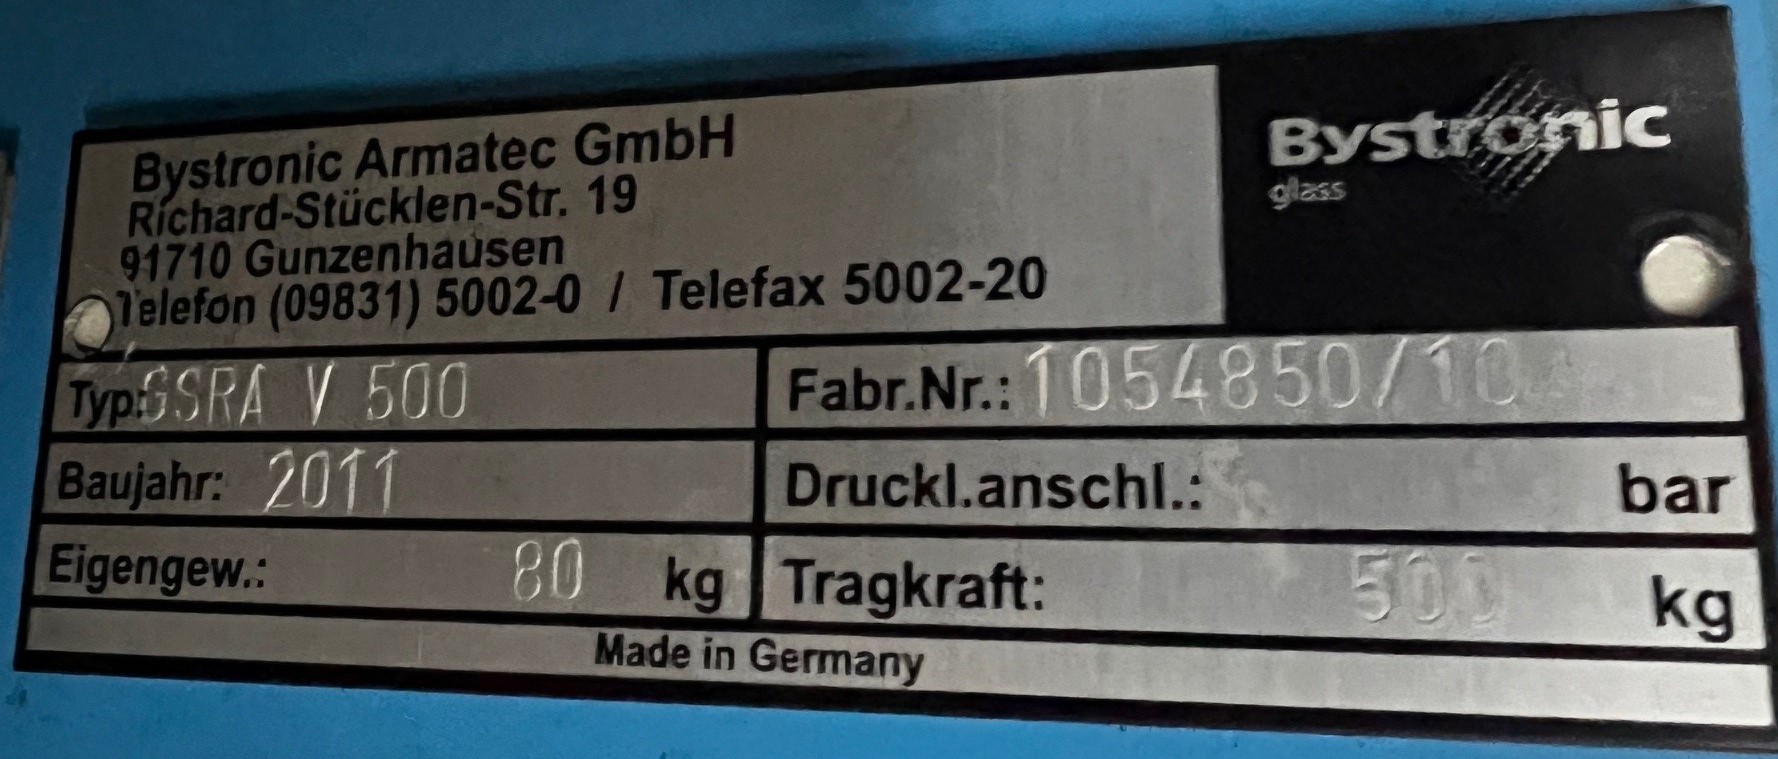 Bystronic Armatec GmbH
Richard-Stücklen-Str. 19
91710 Gunzenhausen
Telefon (09831) 5002-0 / Telefax 5002-20
Bystronic
glass
Typ: GSRA V 500
Fabr.Nr.: 1054850/10
Baujahr: 2011
Druckl.anschl.: bar
Eigengew.: 80 kg
Tragkraft: 500 kg
Made in Germany